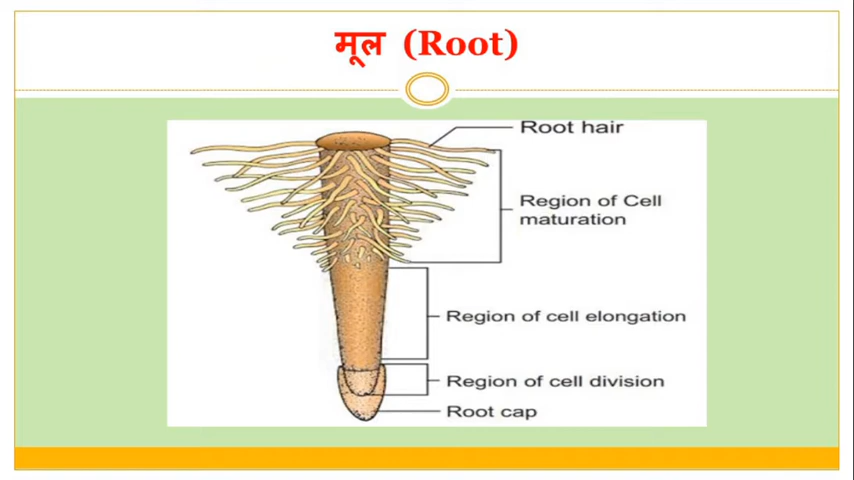 मूल (Root)
Root hair
Region of Cell
maturation
Region of cell elongation
Region of cell division
Root cap